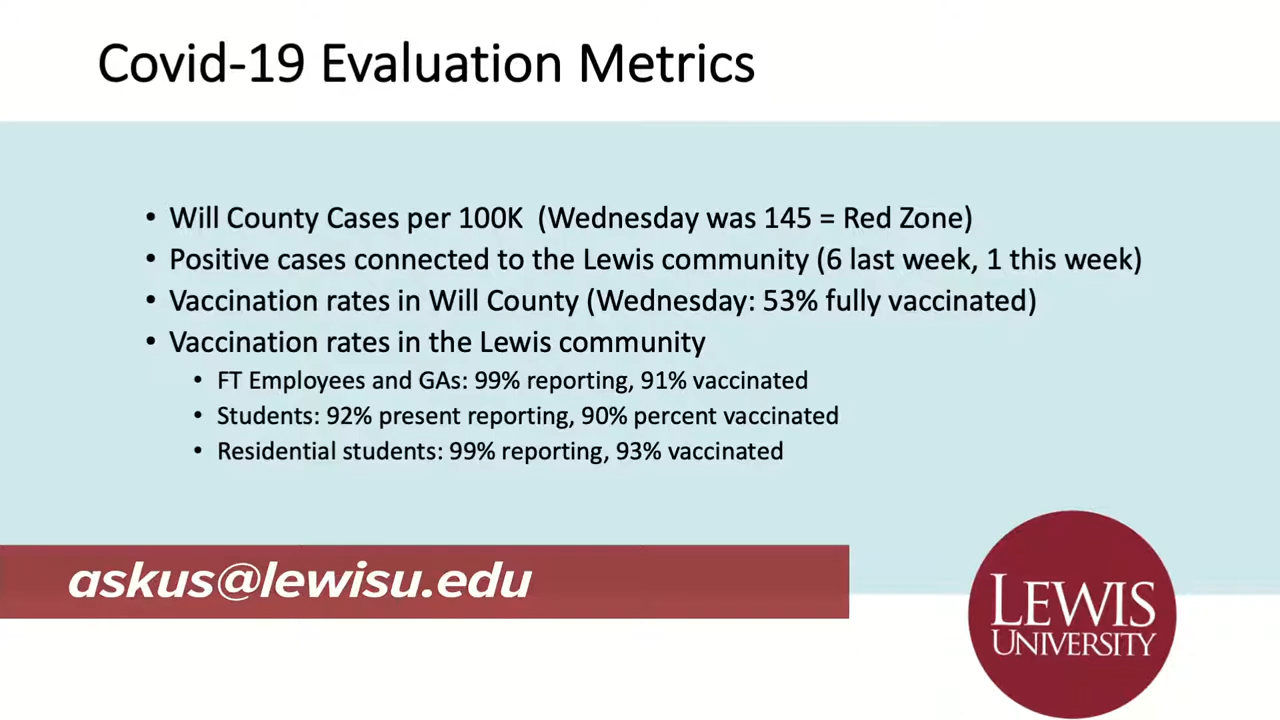 Covid-19 Evaluation Metrics
• Will County Cases per 100K (Wednesday was 145 = Red Zone)
• Positive cases connected to the Lewis community (6 last week, 1 this week)
• Vaccination rates in Will County (Wednesday: 53% fully vaccinated)
• Vaccination rates in the Lewis community
• FT Employees and GAs: 99% reporting, 91% vaccinated
• Students: 92% present reporting, 90% percent vaccinated
• Residential students: 99% reporting, 93% vaccinated
askus@lewisu.edu
LEWIS
UNIVERSITY